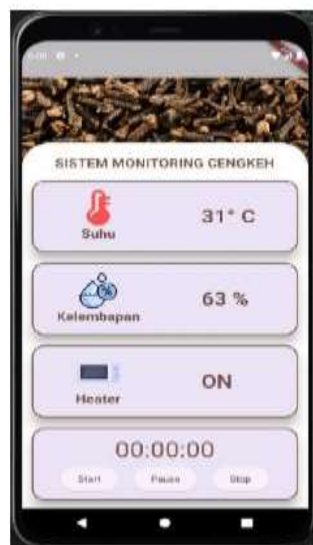 SISTEM MONITORING CENGKEH
31° C
Suhu
63 %
Kelembapan
ON
Heater
00:00:00
Start Pause Stop